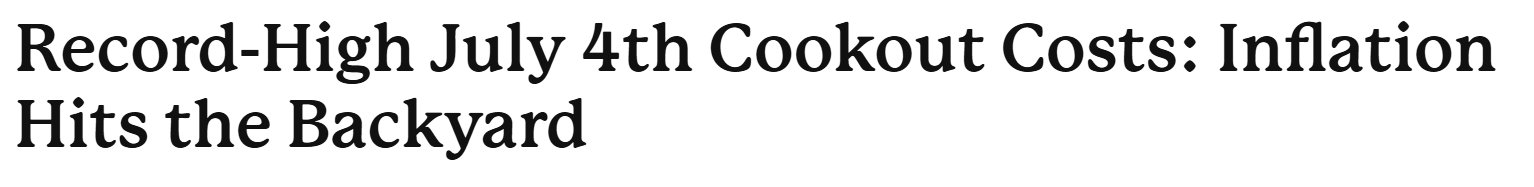 Record-High July 4th Cookout Costs: Inflation
Hits the Backyard